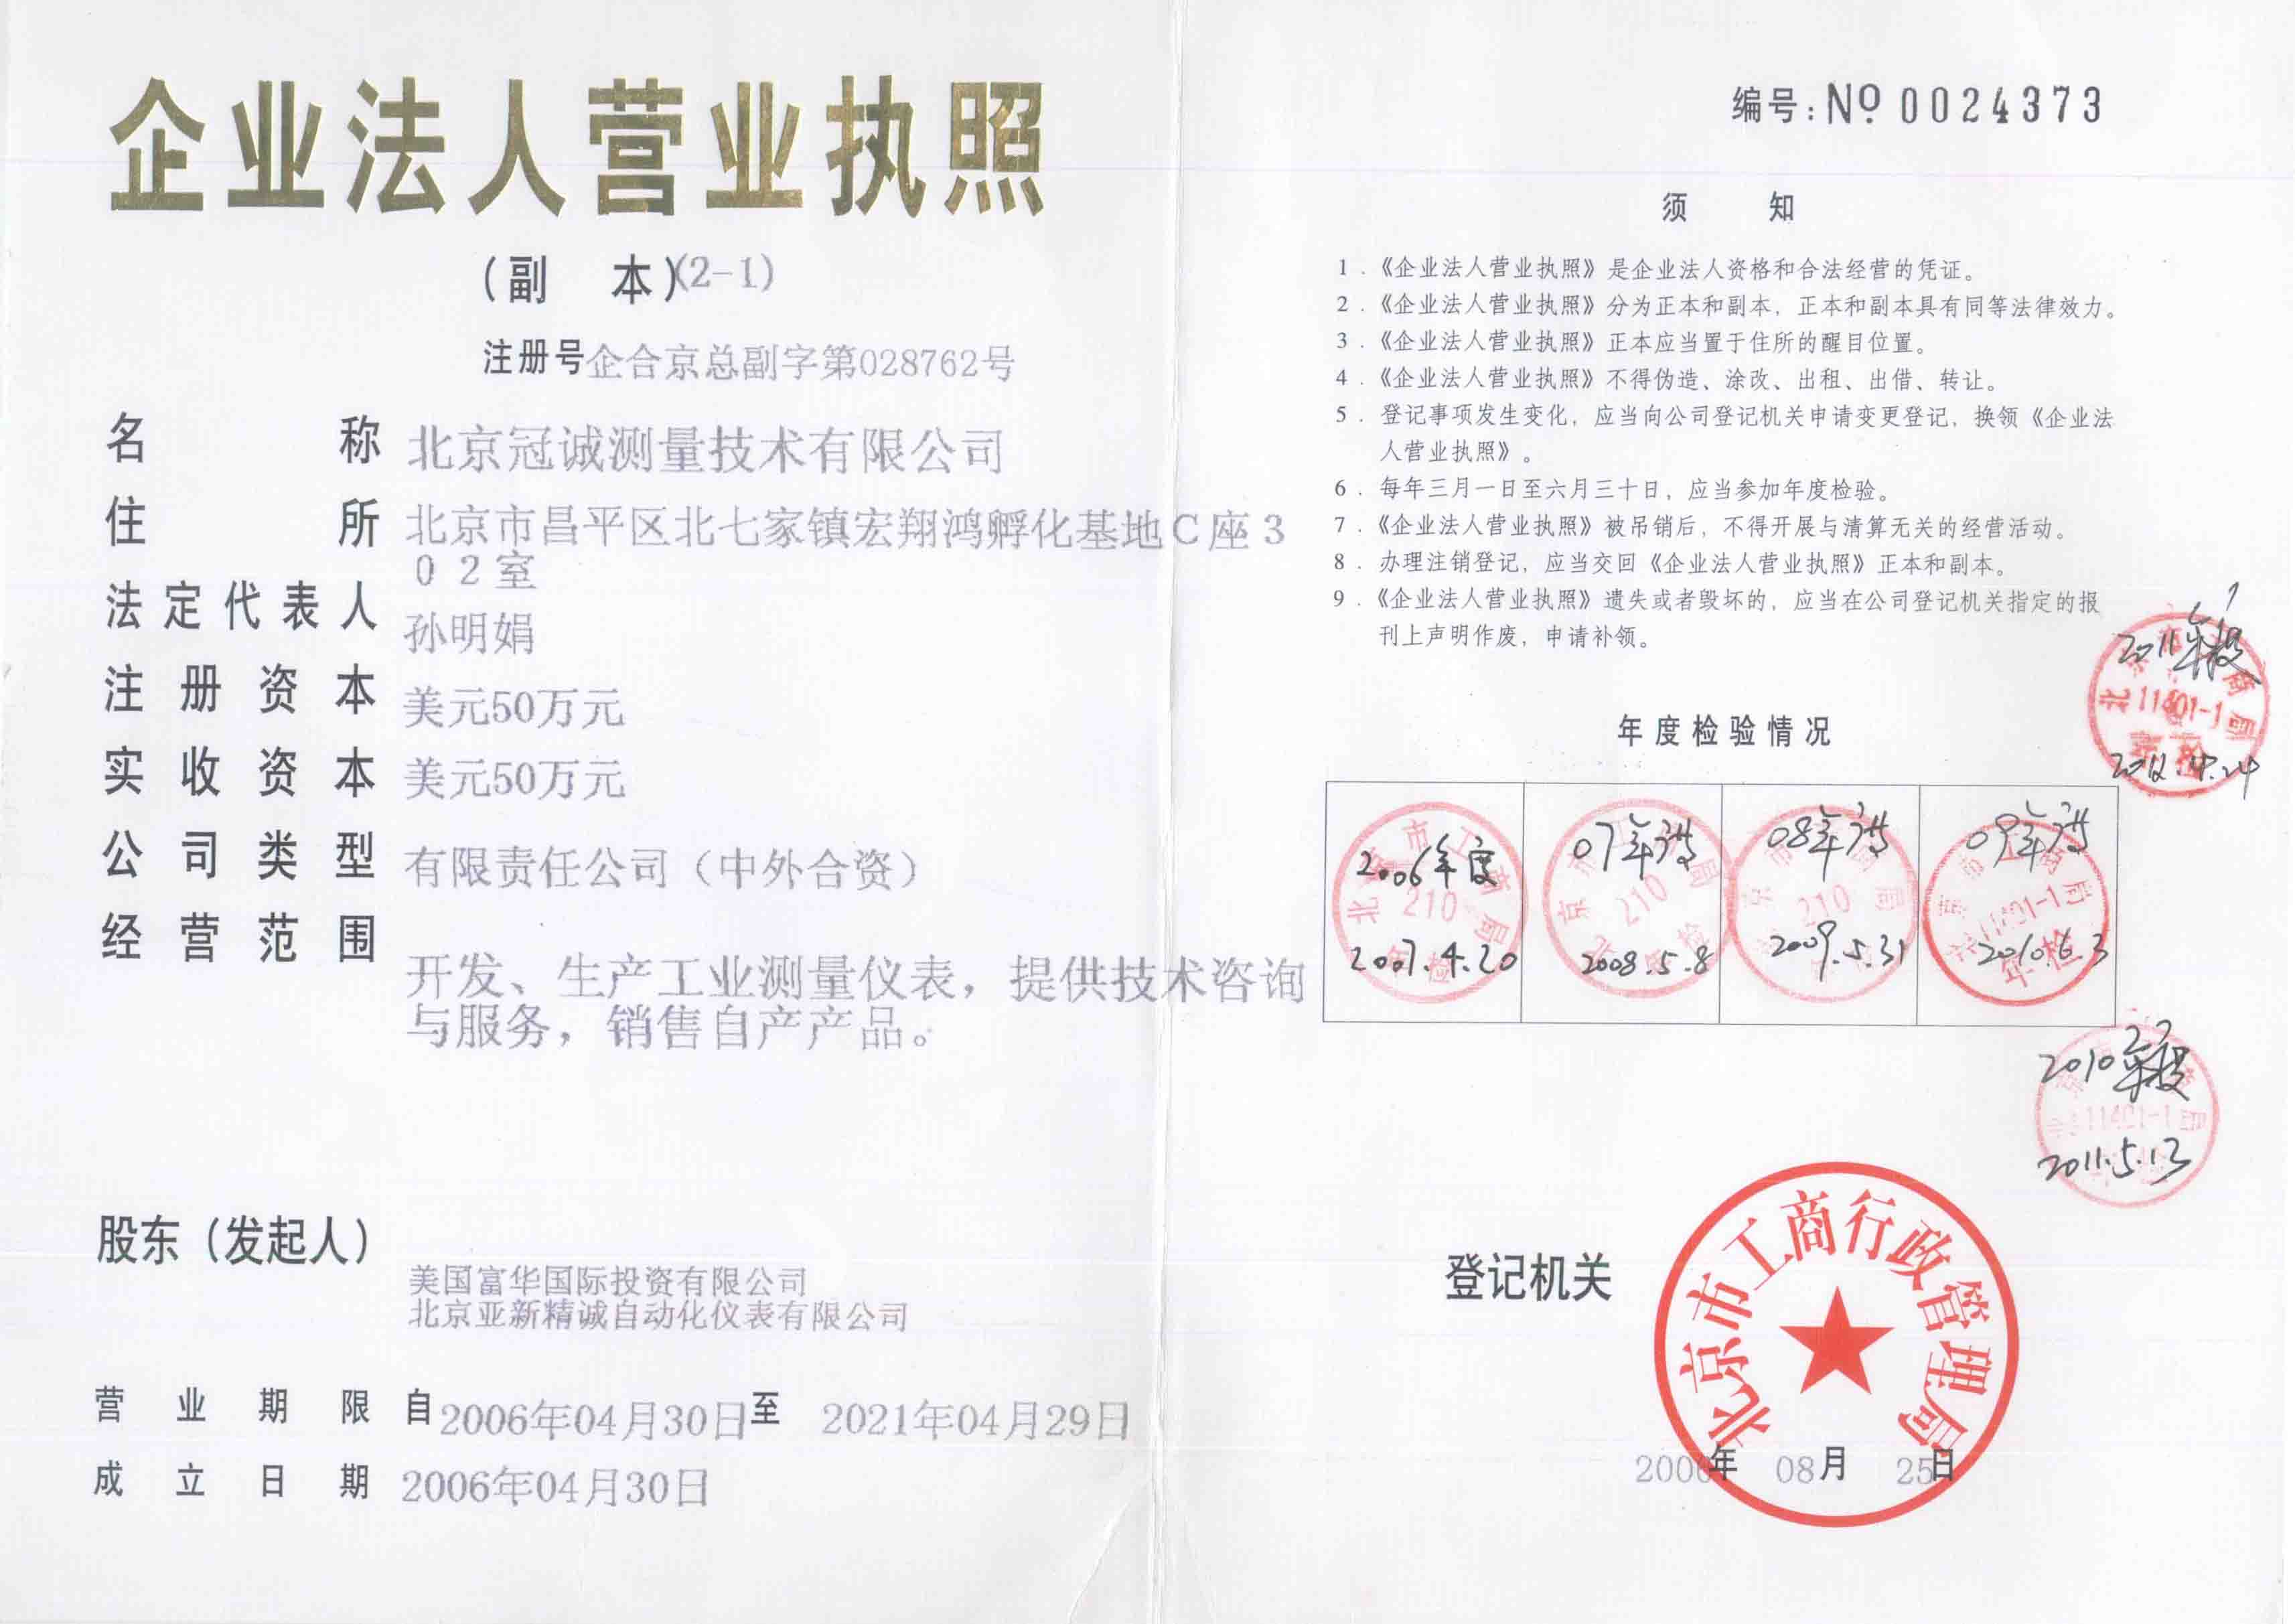 企业法人营业执照
(副 本)(2-1)
注册号企合京总副字第028762号
名 称 北京冠诚测量技术有限公司
住 所 北京市昌平区北七家镇宏翔鸿孵化基地C座3
02室
法定代表人 孙明娟
注册资本 美元50万元
实收资本 美元50万元
公司类型 有限责任公司（中外合资）
经营范围
开发、生产工业测量仪表，提供技术咨询
与服务，销售自产产品。
股东（发起人）
美国富华国际投资有限公司
北京亚新精诚自动化仪表有限公司
营业期限 自2006年04月30日至 2021年04月29日
成立日期 2006年04月30日
编号:№ 0024373
须 知
1.《企业法人营业执照》是企业法人资格和合法经营的凭证。
2.《企业法人营业执照》分为正本和副本，正本和副本具有同等法律效力。
3.《企业法人营业执照》正本应当置于住所的醒目位置。
4.《企业法人营业执照》不得伪造、涂改、出租、出借、转让。
5.登记事项发生变化，应当向公司登记机关申请变更登记，换领《企业法
人营业执照》。
6.每年三月一日至六月三十日，应当参加年度检验。
7.《企业法人营业执照》被吊销后，不得开展与清算无关的经营活动。
8.办理注销登记，应当交回《企业法人营业执照》正本和副本。
9.《企业法人营业执照》遗失或者毁坏的，应当在公司登记机关指定的报
刊上声明作废，申请补领。
2011年
北京市工商局
11401-1
年度检验情况
2006年度
北京市工商局
210
年检
2007.4.20
07年
210
2008.5.8
08年
210
2009.5.31
09年
11401-1
年检
2010.6.3
2010年
11401-1
2011.5.13
登记机关
北京市工商行政管理局
2006年 08月 25日